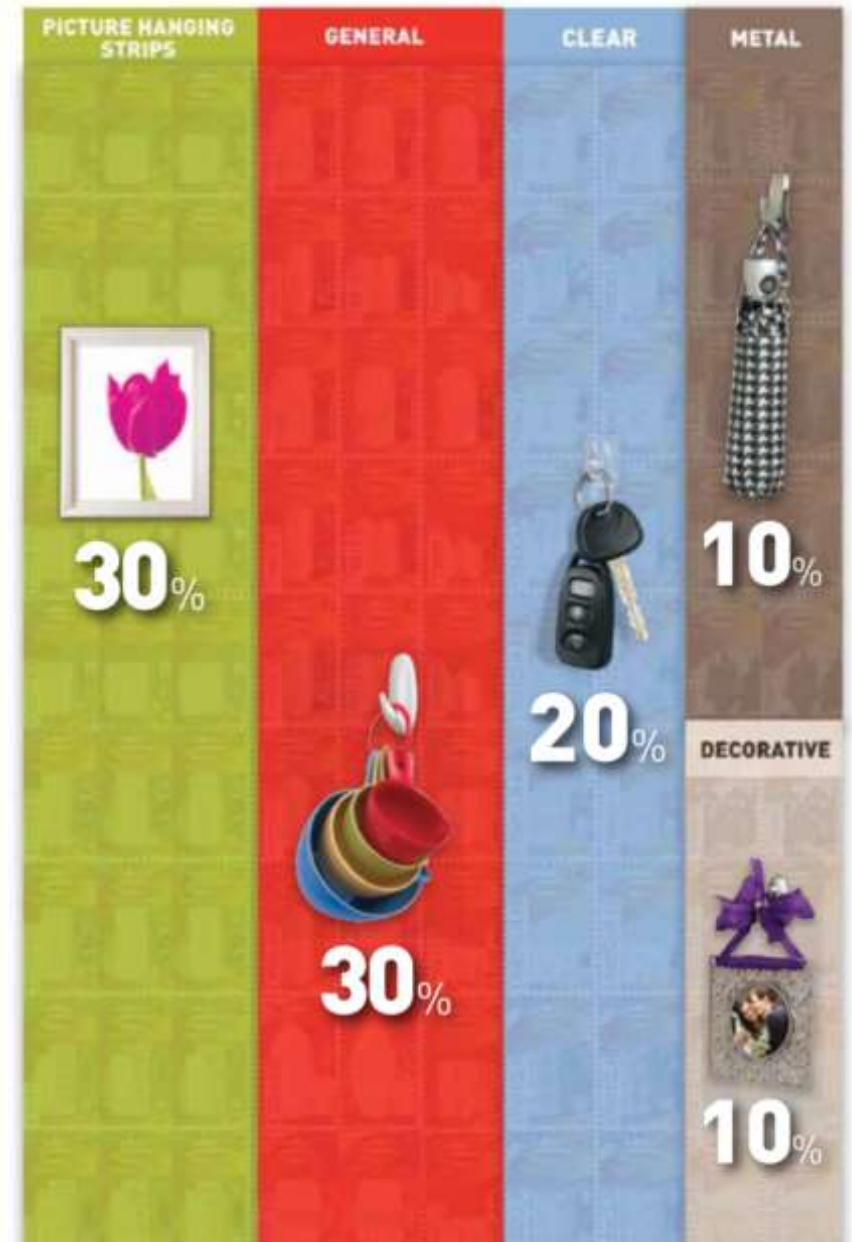 PICTURE HANGING
STRIPS
30%
GENERAL
30%
CLEAR
20%
METAL
10%
DECORATIVE
10%